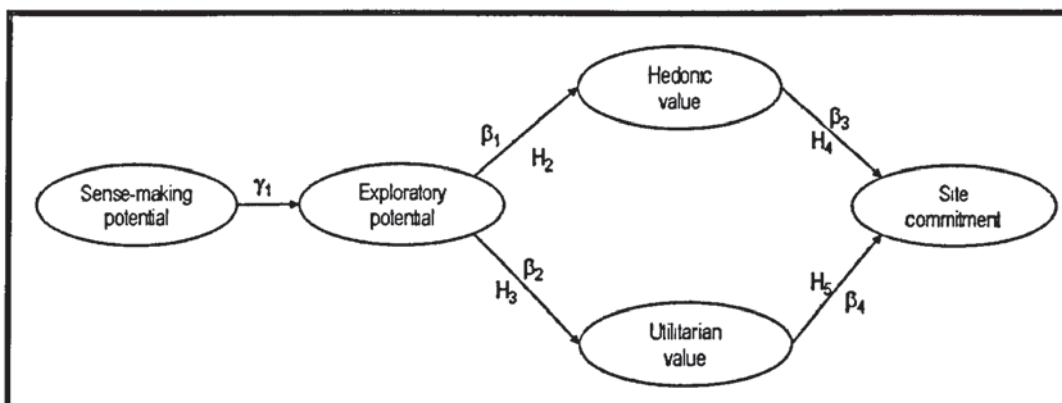 Hedonic
value
β₁
H₂
β₃
H₄
Sense-making
potential
γ₁
Exploratory
potential
Site
commitment
β₂
H₃
H₅
β₄
Utilitarian
value